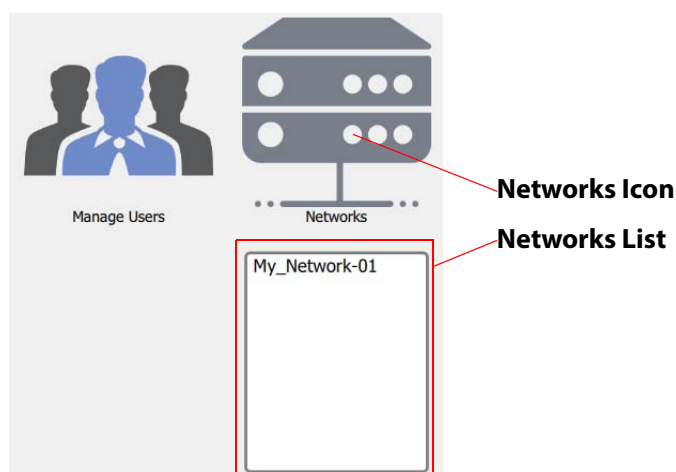 Manage Users
Networks
Networks Icon
Networks List
My_Network-01